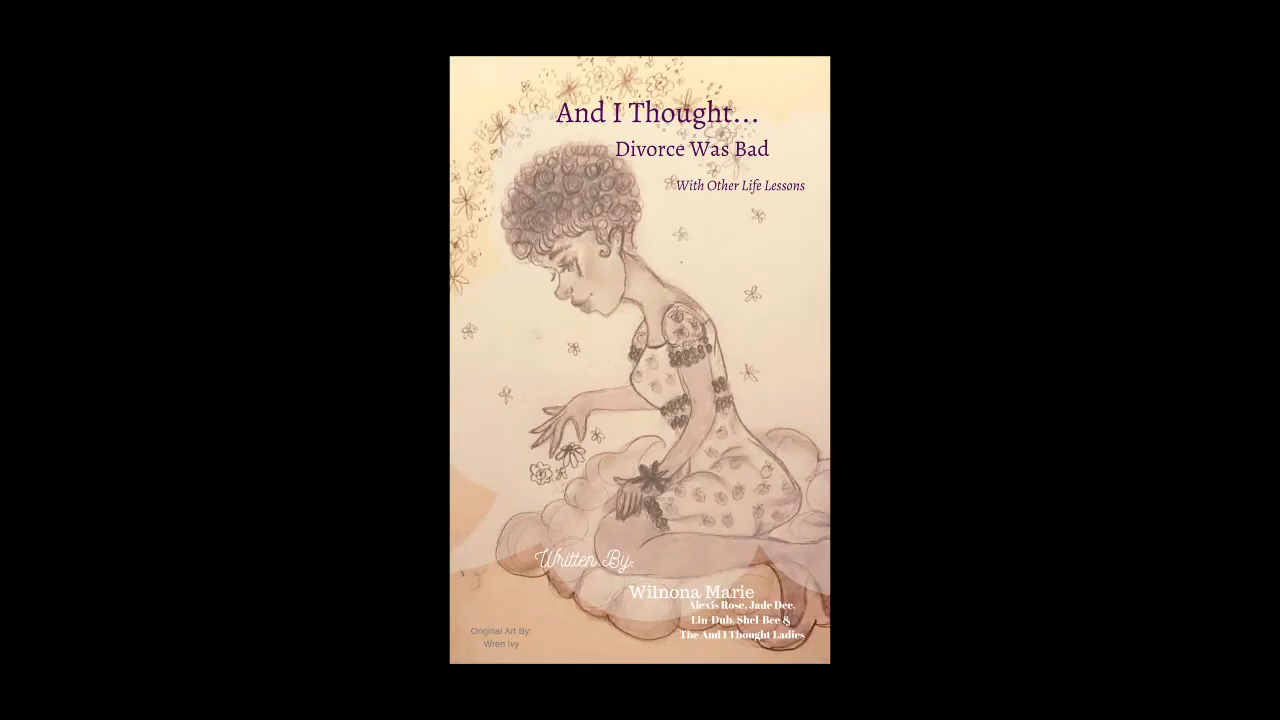 And I Thought...
Divorce Was Bad
With Other Life Lessons
Written By:
Wilnona Marie
Alexis Rose, Jade Dee,
Lin-Dub, Shel-Bee &
The And I Thought Ladies
Original Art By:
Wren Ivy